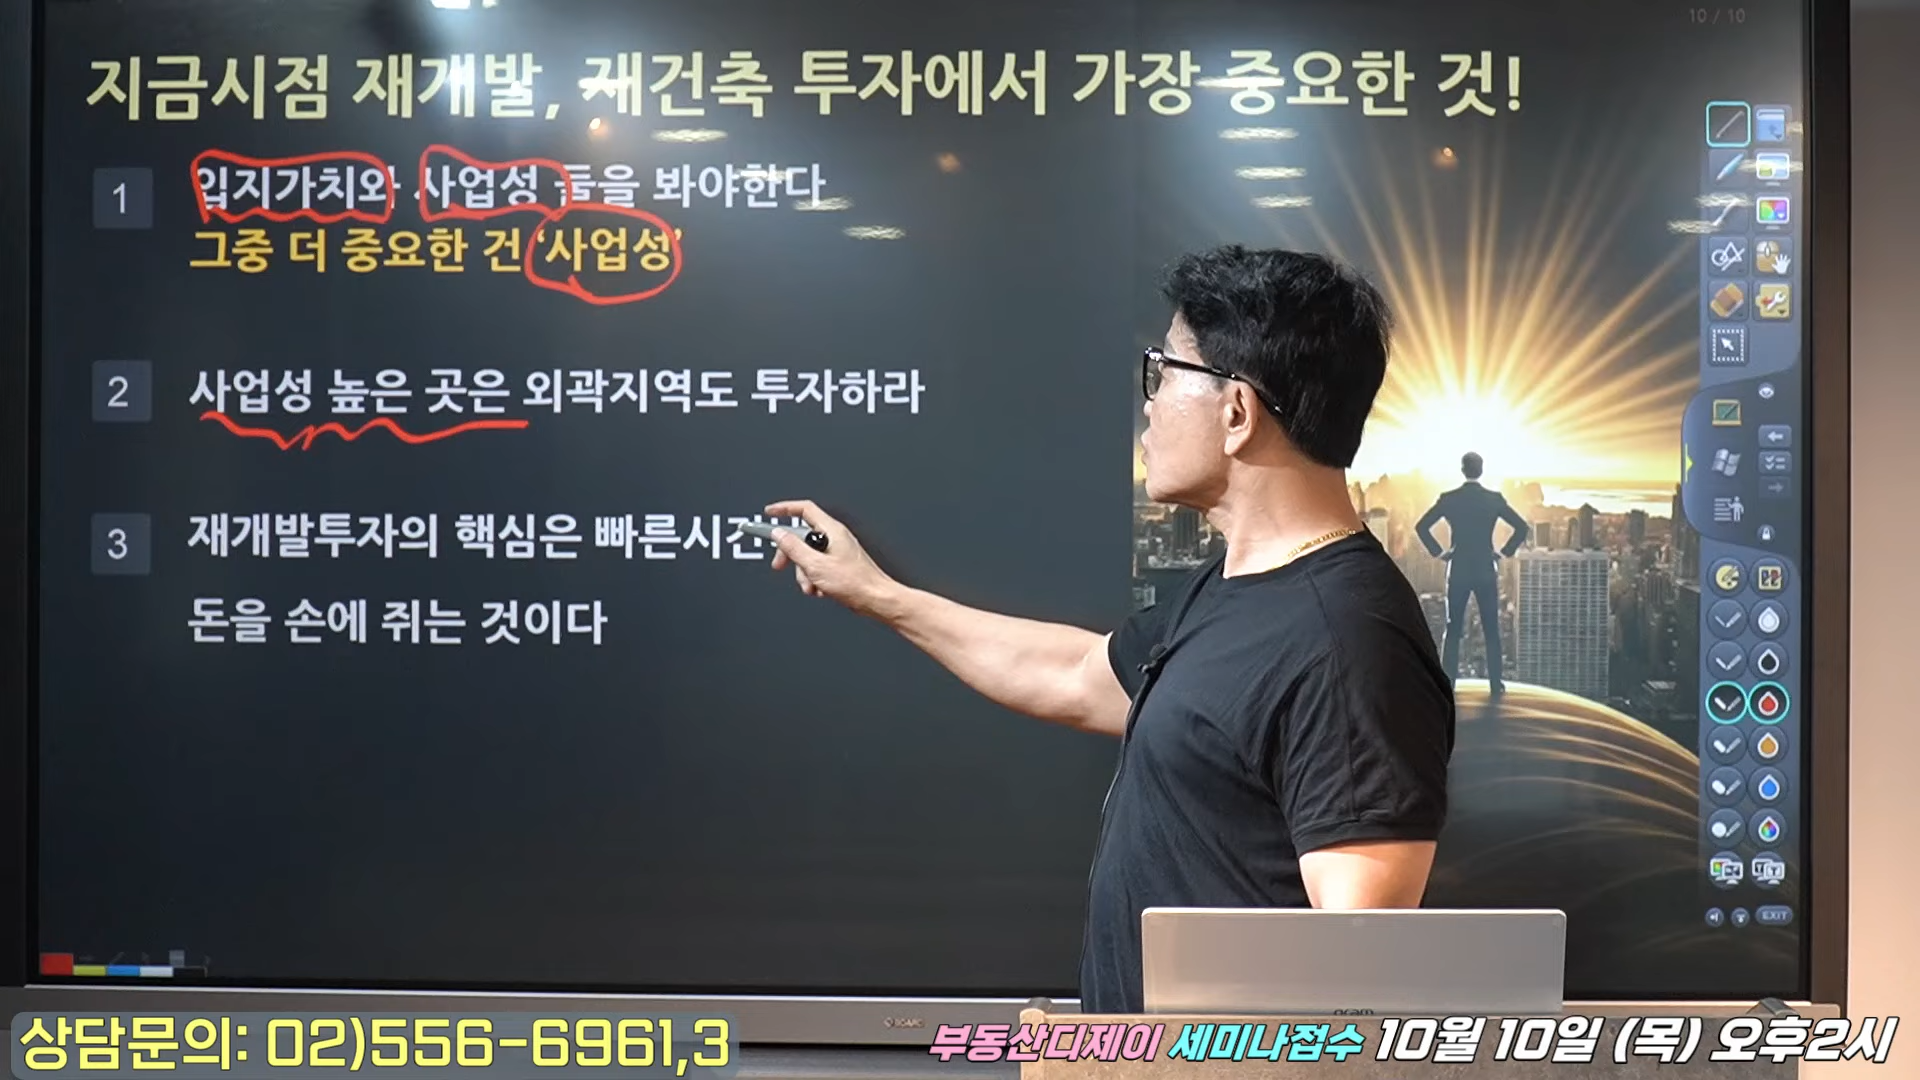 10 / 10
지금시점 재개발, 재건축 투자에서 가장 중요한 것!
1 입지가치와 사업성 둘을 봐야한다
그중 더 중요한 건 '사업성'
2 사업성 높은 곳은 외곽지역도 투자하라
3 재개발투자의 핵심은 빠른시간
돈을 손에 쥐는 것이다
EXIT
gram
상담문의: 02)556-6961,3
부동산디제이 세미나접수 10월 10일 (목) 오후2시